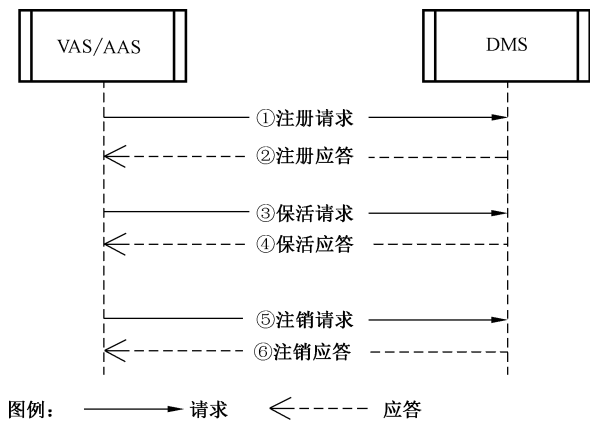 VAS/AAS
DMS
①注册请求
②注册应答
③保活请求
④保活应答
⑤注销请求
⑥注销应答
图例： 请求 应答